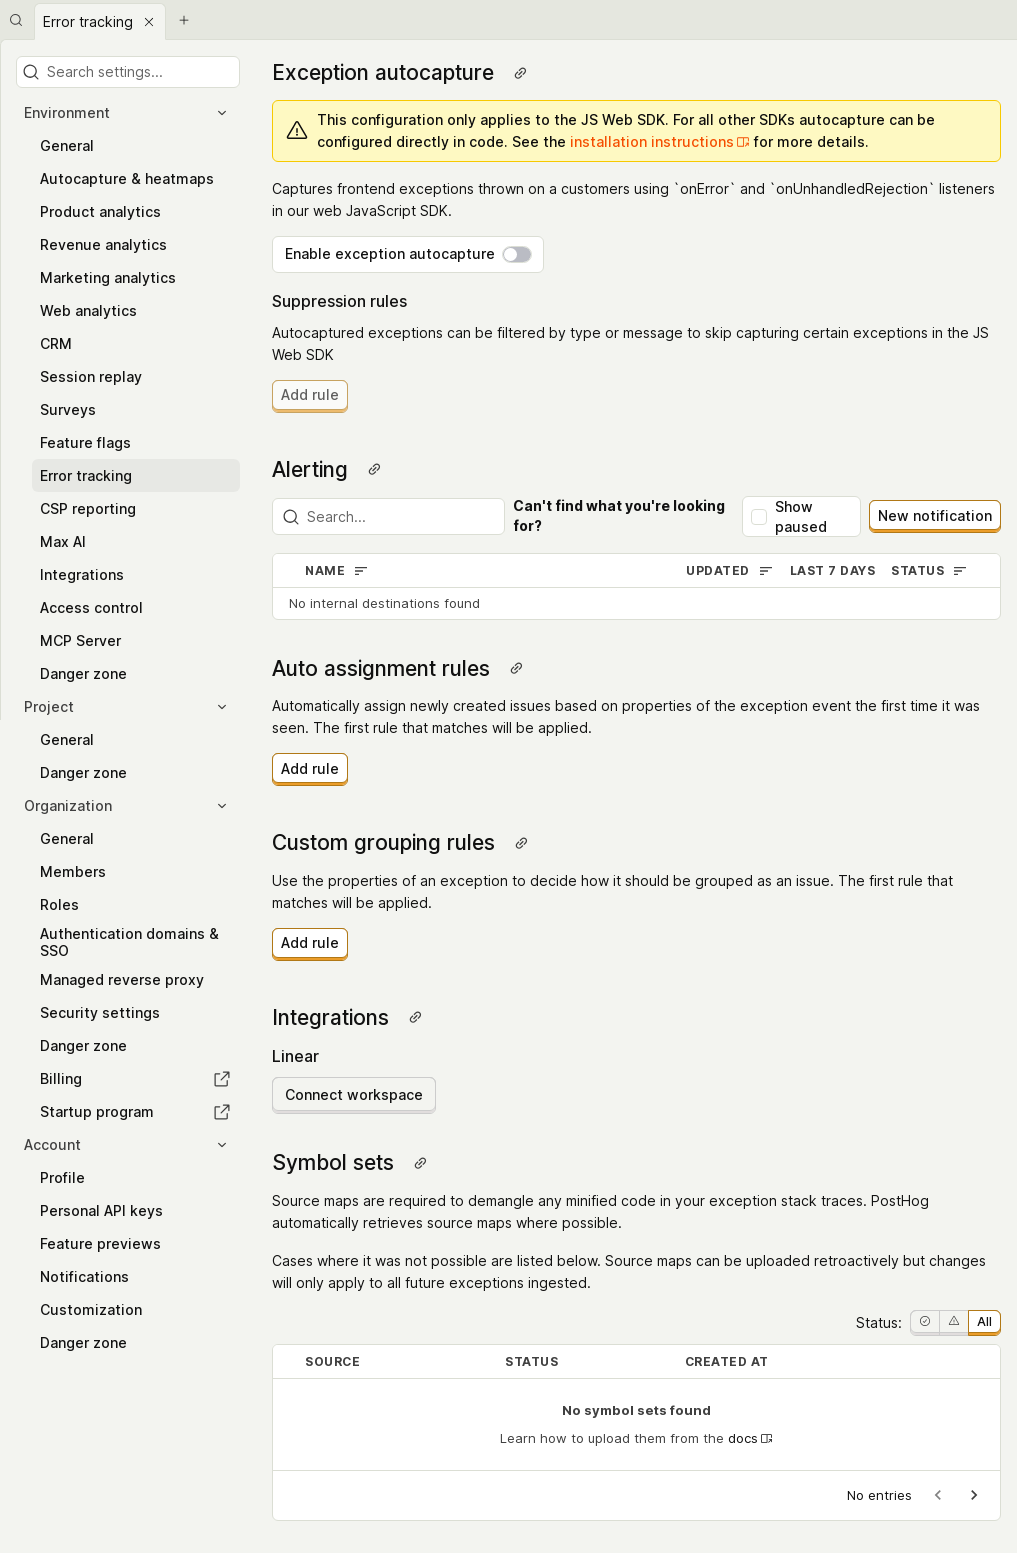 Error tracking
Search settings...
Environment
General
Autocapture & heatmaps
Product analytics
Revenue analytics
Marketing analytics
Web analytics
CRM
Session replay
Surveys
Feature flags
Error tracking
CSP reporting
Max AI
Integrations
Access control
MCP Server
Danger zone
Project
General
Danger zone
Organization
General
Members
Roles
Authentication domains &
SSO
Managed reverse proxy
Security settings
Danger zone
Billing
Startup program
Account
Profile
Personal API keys
Feature previews
Notifications
Customization
Danger zone
Exception autocapture
This configuration only applies to the JS Web SDK. For all other SDKs autocapture can be
configured directly in code. See the installation instructions for more details.
Captures frontend exceptions thrown on a customers using `onError` and `onUnhandledRejection` listeners
in our web JavaScript SDK.
Enable exception autocapture
Suppression rules
Autocaptured exceptions can be filtered by type or message to skip capturing certain exceptions in the JS
Web SDK
Add rule
Alerting
Search...
Can't find what you're looking
for?
Show
paused
New notification
NAME UPDATED LAST 7 DAYS STATUS
No internal destinations found
Auto assignment rules
Automatically assign newly created issues based on properties of the exception event the first time it was
seen. The first rule that matches will be applied.
Add rule
Custom grouping rules
Use the properties of an exception to decide how it should be grouped as an issue. The first rule that
matches will be applied.
Add rule
Integrations
Linear
Connect workspace
Symbol sets
Source maps are required to demangle any minified code in your exception stack traces. PostHog
automatically retrieves source maps where possible.
Cases where it was not possible are listed below. Source maps can be uploaded retroactively but changes
will only apply to all future exceptions ingested.
Status: All
SOURCE STATUS CREATED AT
No symbol sets found
Learn how to upload them from the docs
No entries